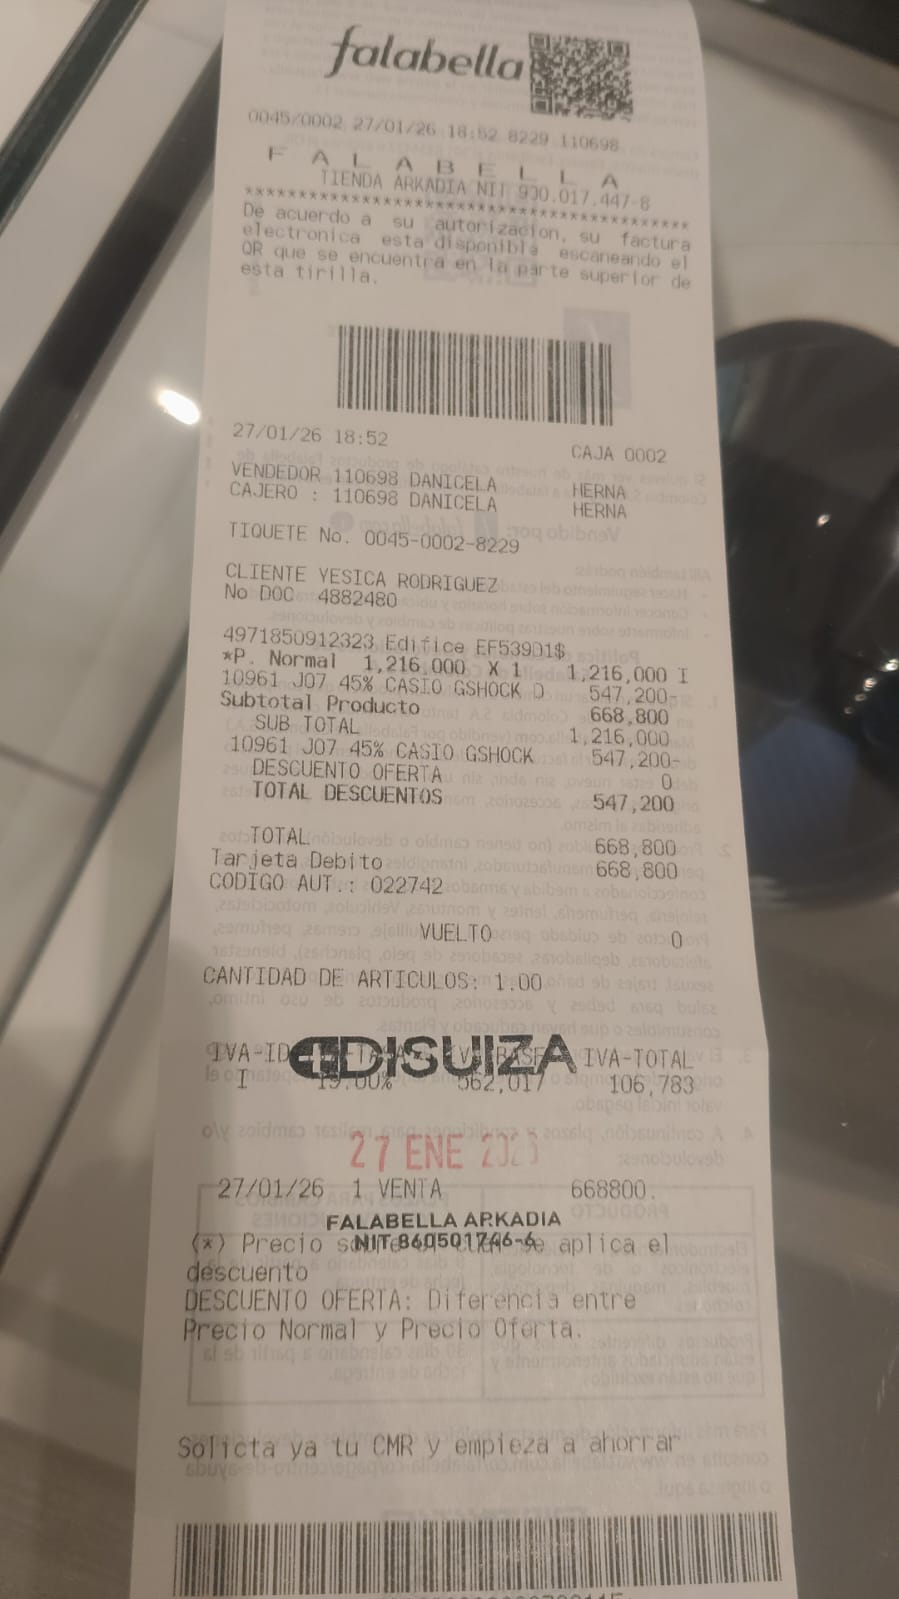 falabella
0045/0002 27/01/26 18:52 8229 110698
F A L A B E L L A
TIENDA ARKADIA NIT 900.017.447-8
****************************************
De acuerdo a su autorizacion, su factura
electronica esta disponible escaneando el
QR que se encuentra en la parte superior de
esta tirilla.
27/01/26 18:52 CAJA 0002
VENDEDOR 110698 DANICELA HERNA
CAJERO : 110698 DANICELA HERNA
TIQUETE No. 0045-0002-8229
CLIENTE YESICA RODRIGUEZ
No DOC 4882480
4971850912323 Edifice EF539D1$
*P. Normal 1,216,000 X 1 1,216,000 I
10961 J07 45% CASIO GSHOCK D 547,200-
Subtotal Producto 668,800
SUB TOTAL 1,216,000
10961 J07 45% CASIO GSHOCK 547,200-
DESCUENTO OFERTA 0
TOTAL DESCUENTOS 547,200
TOTAL 668,800
Tarjeta Debito 668,800
CODIGO AUT.: 022742
VUELTO 0
CANTIDAD DE ARTICULOS: 1.00
IVA-ID IVA-TOTAL
DISUIZA
I 19.00% 562,017 106,783
27 ENE
27/01/26 1 VENTA 668800.
FALABELLA ARKADIA
NIT.860501746-6
(*) Precio se aplica el
descuento
DESCUENTO OFERTA: Diferencia entre
Precio Normal y Precio Oferta.
Solicta ya tu CMR y empieza a ahorrar